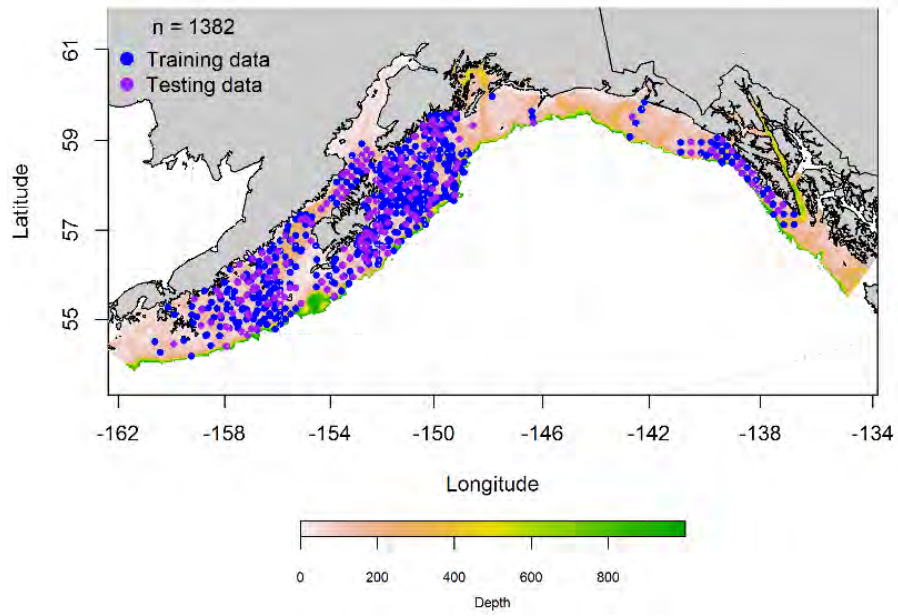 n = 1382
Training data
Testing data
61
59
57
55
Latitude
-162 -158 -154 -150 -146 -142 -138 -134
Longitude
0 200 400 600 800
Depth